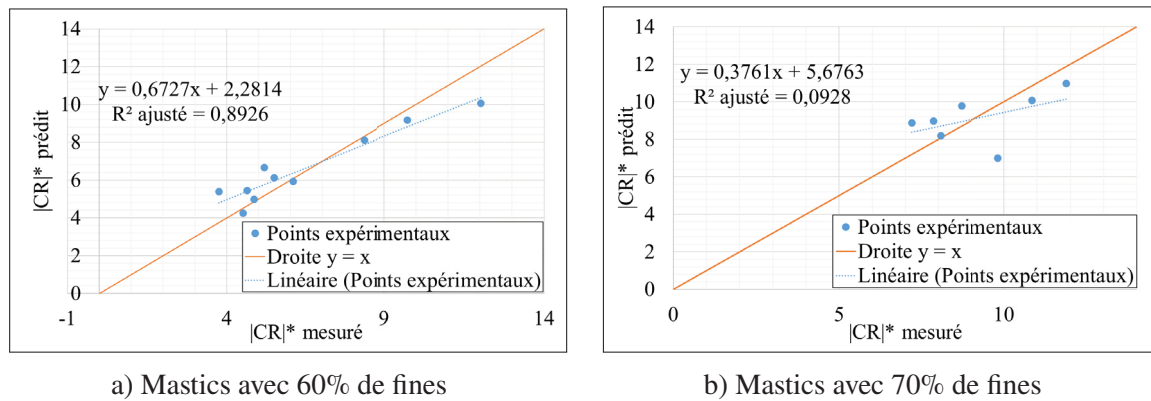 14
12
10
8
6
4
2
0
|CR|* prédit
y = 0,6727x + 2,2814
R² ajusté = 0,8926
Points expérimentaux
Droite y = x
Linéaire (Points expérimentaux)
-1 4 9 14
|CR|* mesuré
a) Mastics avec 60% de fines
14
12
10
8
6
4
2
0
|CR|* prédit
y = 0,3761x + 5,6763
R² ajusté = 0,0928
Points expérimentaux
Droite y = x
Linéaire (Points expérimentaux)
0 5 10
|CR|* mesuré
b) Mastics avec 70% de fines